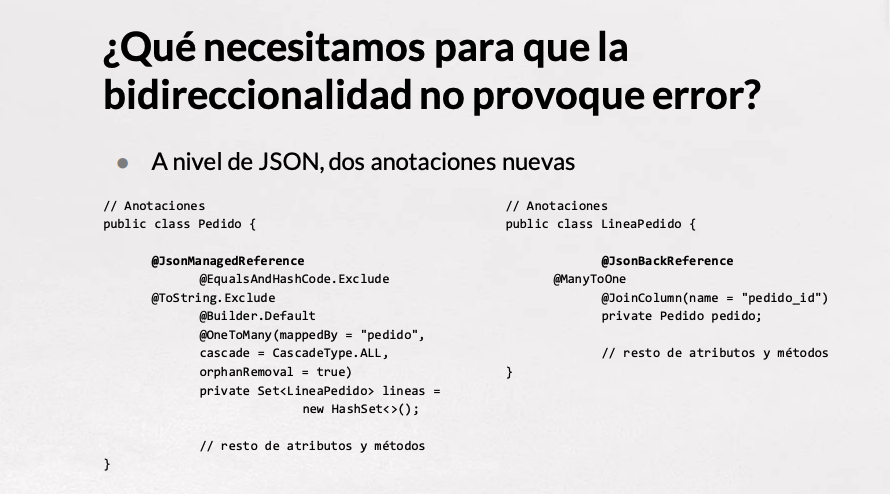 ¿Qué necesitamos para que la
bidireccionalidad no provoque error?
● A nivel de JSON, dos anotaciones nuevas
// Anotaciones
public class Pedido {
@JsonManagedReference
@EqualsAndHashCode.Exclude
@ToString.Exclude
@Builder.Default
@OneToMany(mappedBy = "pedido",
cascade = CascadeType.ALL,
orphanRemoval = true)
private Set<LineaPedido> lineas =
new HashSet<>();
// resto de atributos y métodos
}
// Anotaciones
public class LineaPedido {
@JsonBackReference
@ManyToOne
@JoinColumn(name = "pedido_id")
private Pedido pedido;
// resto de atributos y métodos
}